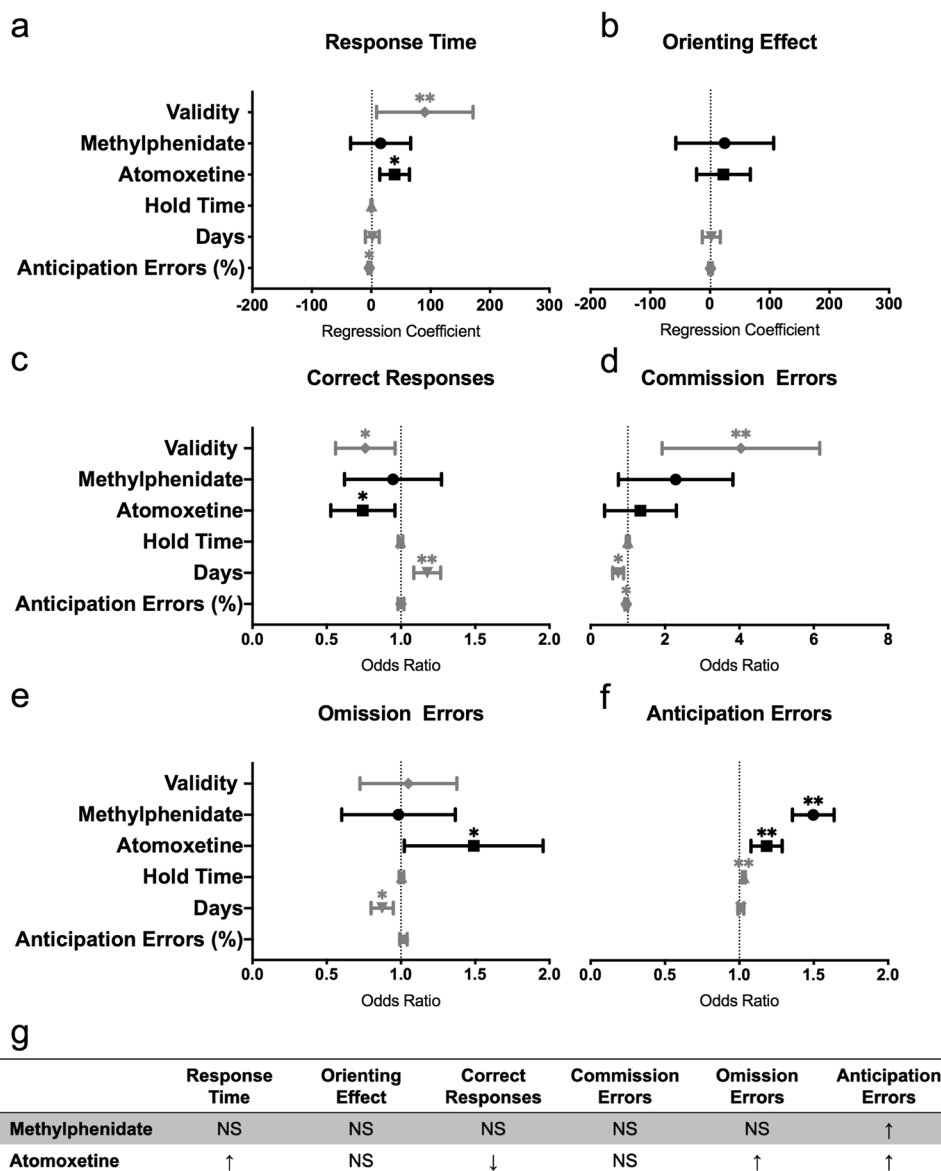 a
b
Response Time
Orienting Effect
Validity
Methylphenidate
Atomoxetine
Hold Time
Days
Anticipation Errors (%)
**
*
*
-200 -100 0 100 200 300
-200 -100 0 100 200 300
Regression Coefficient
Regression Coefficient
c
d
Correct Responses
Commission Errors
Validity
Methylphenidate
Atomoxetine
Hold Time
Days
Anticipation Errors (%)
*
*
**
**
*
*
0.0 0.5 1.0 1.5 2.0
0 2 4 6 8
Odds Ratio
Odds Ratio
e
f
Omission Errors
Anticipation Errors
Validity
Methylphenidate
Atomoxetine
Hold Time
Days
Anticipation Errors (%)
*
*
**
**
**
0.0 0.5 1.0 1.5 2.0
0.0 0.5 1.0 1.5 2.0
Odds Ratio
Odds Ratio
g
Response Time Orienting Effect Correct Responses Commission Errors Omission Errors Anticipation Errors
Methylphenidate NS NS NS NS NS ↑
Atomoxetine ↑ NS ↓ NS ↑ ↑